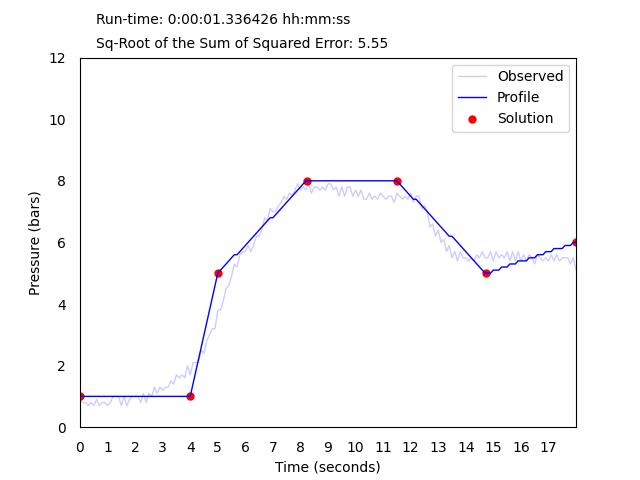 Run-time: 0:00:01.336426 hh:mm:ss
Sq-Root of the Sum of Squared Error: 5.55
12
10
8
6
4
2
0
Pressure (bars)
Observed
Profile
Solution
0 1 2 3 4 5 6 7 8 9 10 11 12 13 14 15 16 17
Time (seconds)